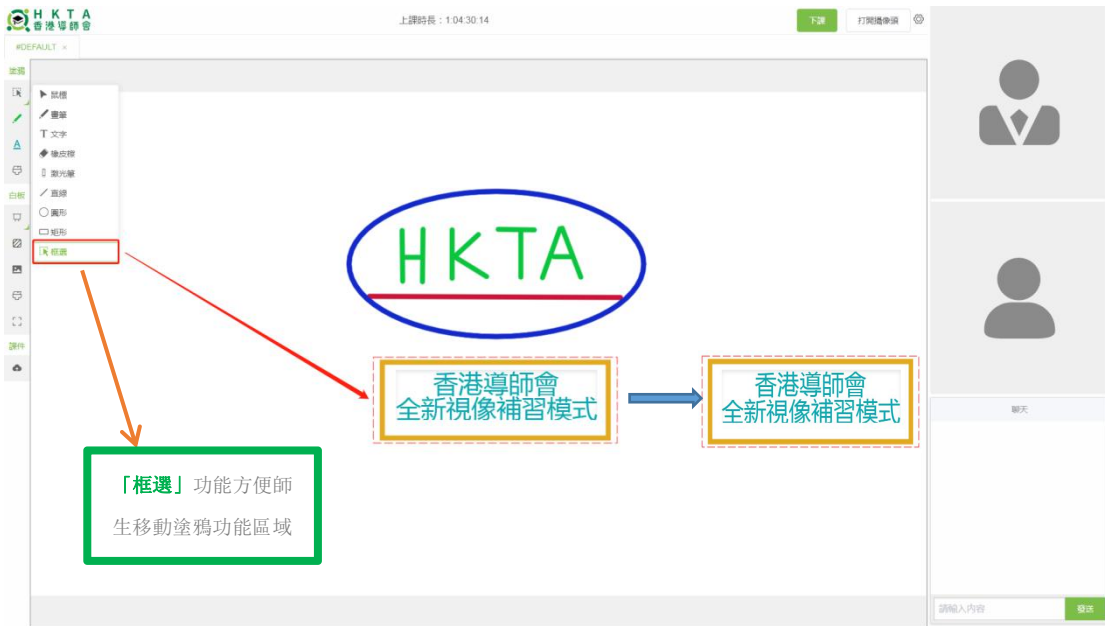 HKTA
香港導師會
上課時長：1:04:30:14
下課
打開攝像頭
#DEFAULT ×
塗鴉
鼠標
畫筆
T 文字
橡皮擦
激光筆
直線
圓形
矩形
框選
A
白板
課件
HKTA
香港導師會
全新視像補習模式
香港導師會
全新視像補習模式
「框選」功能方便師
生移動塗鴉功能區域
聊天
請輸入內容
發送